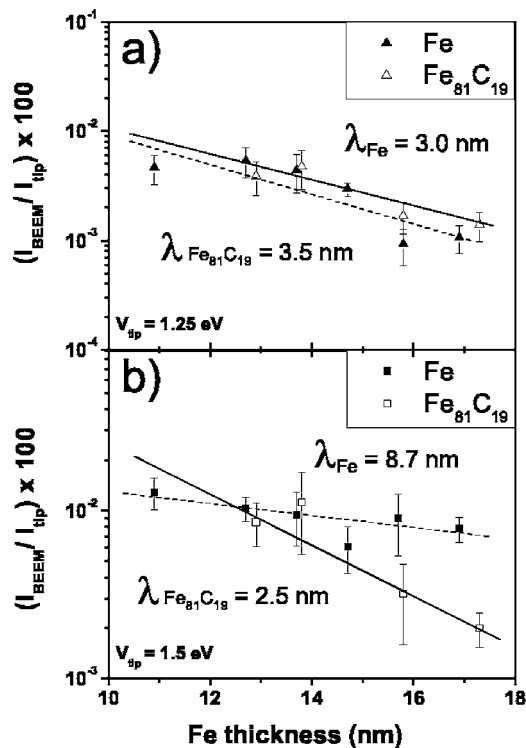 a)
Fe
Fe81C19
λFe = 3.0 nm
λFe81C19 = 3.5 nm
Vtip = 1.25 eV
(IBEEM/ Itip) x 100
10^-1
10^-2
10^-3
10^-4
b)
Fe
Fe81C19
λFe = 8.7 nm
λFe81C19 = 2.5 nm
Vtip = 1.5 eV
(IBEEM/ Itip) x 100
10^-2
10^-3
10 12 14 16 18
Fe thickness (nm)